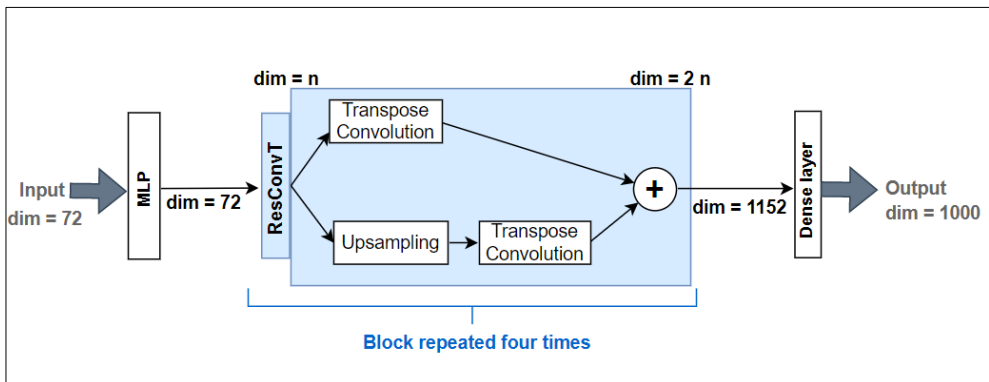 Input
dim = 72
MLP
dim = 72
dim = n
ResConvT
Transpose
Convolution
Upsampling
Transpose
Convolution
dim = 2 n
+
dim = 1152
Dense layer
Output
dim = 1000
Block repeated four times